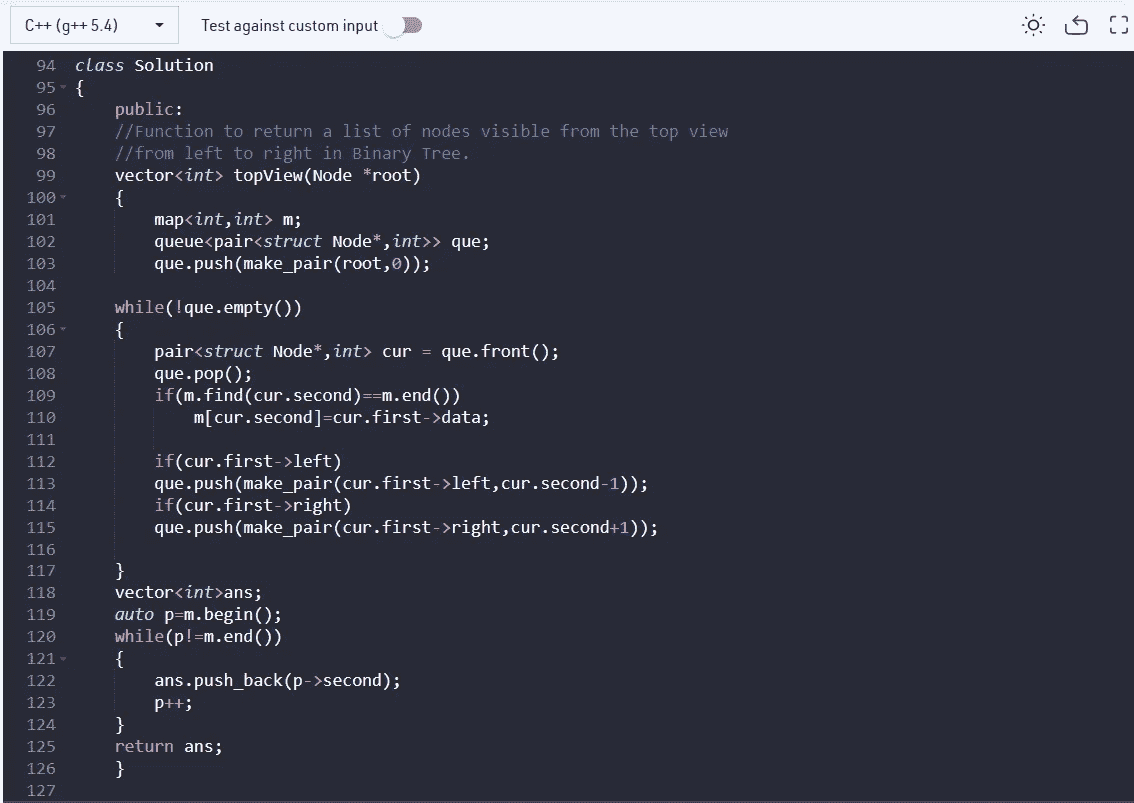 C++ (g++ 5.4) Test against custom input
94 class Solution
95 {
96 public:
97 //Function to return a list of nodes visible from the top view
98 //from left to right in Binary Tree.
99 vector<int> topView(Node *root)
100 {
101 map<int,int> m;
102 queue<pair<struct Node*,int>> que;
103 que.push(make_pair(root,0));
104
105 while(!que.empty())
106 {
107 pair<struct Node*,int> cur = que.front();
108 que.pop();
109 if(m.find(cur.second)==m.end())
110 m[cur.second]=cur.first->data;
111
112 if(cur.first->left)
113 que.push(make_pair(cur.first->left,cur.second-1));
114 if(cur.first->right)
115 que.push(make_pair(cur.first->right,cur.second+1));
116
117 }
118 vector<int>ans;
119 auto p=m.begin();
120 while(p!=m.end())
121 {
122 ans.push_back(p->second);
123 p++;
124 }
125 return ans;
126 }
127